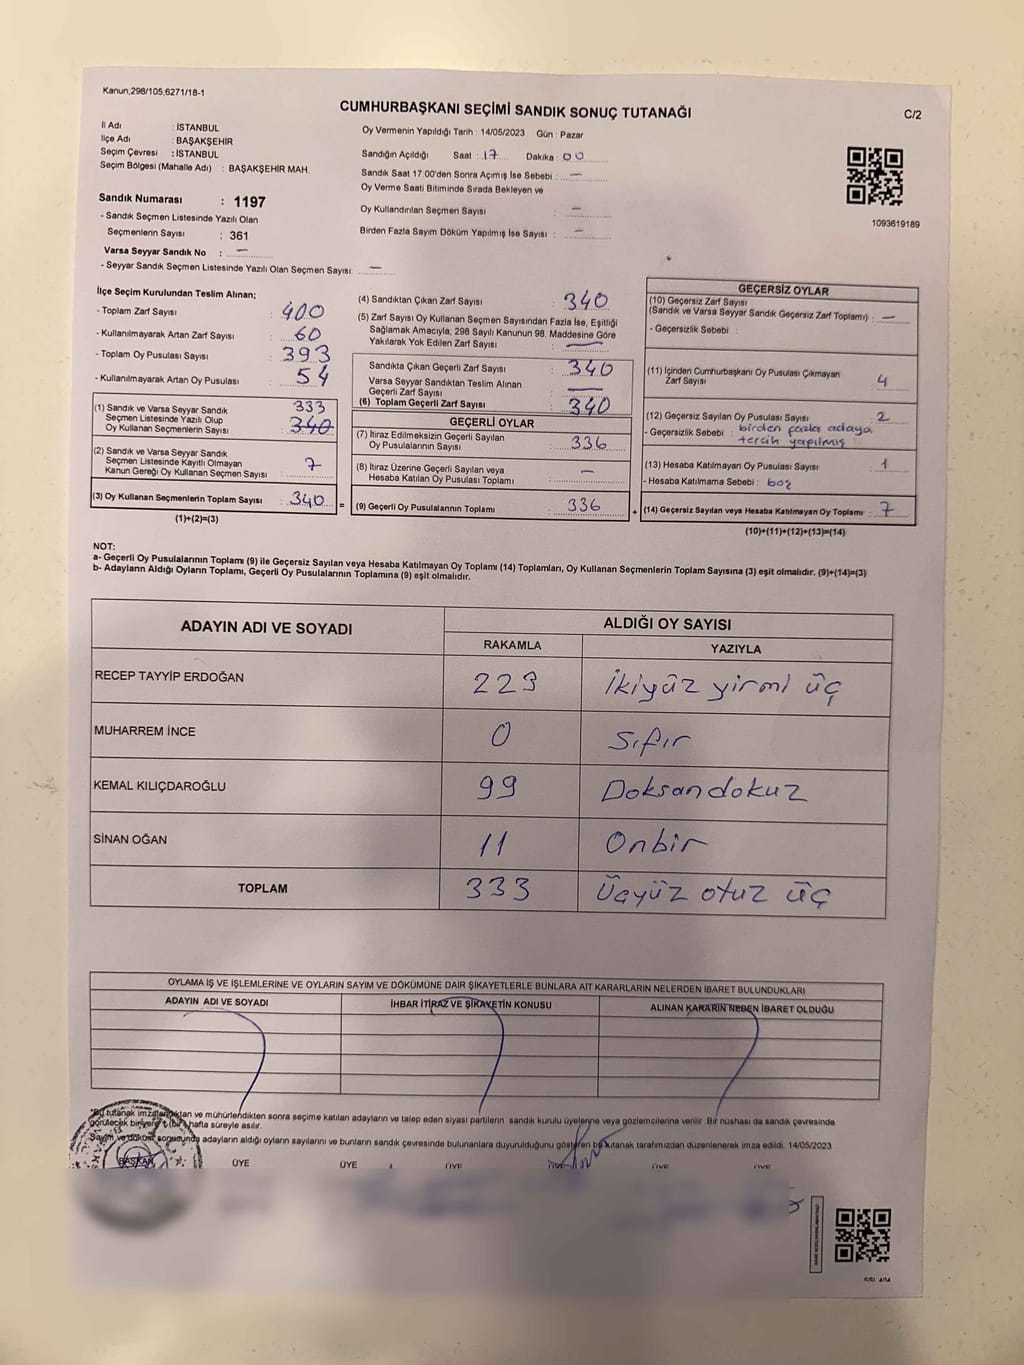 Kanun;298/105,6271/18-1
CUMHURBAŞKANI SEÇİMİ SANDIK SONUÇ TUTANAĞI
C/2
İl Adı : İSTANBUL
İlçe Adı : BAŞAKŞEHİR
Seçim Çevresi : İSTANBUL
Seçim Bölgesi (Mahalle Adı) : BAŞAKŞEHİR MAH.
Sandık Numarası : 1197
- Sandık Seçmen Listesinde Yazılı Olan
Seçmenlerin Sayısı : 361
Varsa Seyyar Sandık No : —
- Seyyar Sandık Seçmen Listesinde Yazılı Olan Seçmen Sayısı: —
Oy Vermenin Yapıldığı Tarih : 14/05/2023 Gün : Pazar
Sandığın Açıldığı Saat : 17 Dakika : 00
Sandık Saat 17:00'den Sonra Açımış İse Sebebi : —
Oy Verme Saati Bitiminde Sırada Bekleyen ve
Oy Kullandırılan Seçmen Sayısı : —
Birden Fazla Sayım Döküm Yapılmış İse Sayısı : —
1093619189
İlçe Seçim Kurulundan Teslim Alınan;
- Toplam Zarf Sayısı : 400
- Kullanılmayarak Artan Zarf Sayısı : 60
- Toplam Oy Pusulası Sayısı : 393
- Kullanılmayarak Artan Oy Pusulası : 54
(1) Sandık ve Varsa Seyyar Sandık 333
Seçmen Listesinde Yazılı Olup
Oy Kullanan Seçmenlerin Sayısı : 340
(2) Sandık ve Varsa Seyyar Sandık
Seçmen Listesinde Kayıtlı Olmayan
Kanun Gereği Oy Kullanan Seçmen Sayısı : 7
(3) Oy Kullanan Seçmenlerin Toplam Sayısı : 340 =
(1)+(2)=(3)
(4) Sandıktan Çıkan Zarf Sayısı : 340
(5) Zarf Sayısı Oy Kullanan Seçmen Sayısından Fazla İse, Eşitliği
Sağlamak Amacıyla, 298 Sayılı Kanunun 98. Maddesine Göre
Yakılarak Yok Edilen Zarf Sayısı : —
Sandıkta Çıkan Geçerli Zarf Sayısı : 340
Varsa Seyyar Sandıktan Teslim Alınan
Geçerli Zarf Sayısı : —
(6) Toplam Geçerli Zarf Sayısı : 340
GEÇERLİ OYLAR
(7) İtiraz Edilmeksizin Geçerli Sayılan
Oy Pusulalarının Sayısı : 336
(8) İtiraz Üzerine Geçerli Sayılan veya
Hesaba Katılan Oy Pusulası Toplamı : —
(9) Geçerli Oy Pusulalarının Toplamı : 336 +
GEÇERSİZ OYLAR
(10) Geçersiz Zarf Sayısı
(Sandık ve Varsa Seyyar Sandık Geçersiz Zarf Toplamı) : —
- Geçersizlik Sebebi :
(11) İçinden Cumhurbaşkanı Oy Pusulası Çıkmayan
Zarf Sayısı : 4
(12) Geçersiz Sayılan Oy Pusulası Sayısı : 2
- Geçersizlik Sebebi : birden fazla adaya
tercih yapılmış
(13) Hesaba Katılmayan Oy Pusulası Sayısı : 1
- Hesaba Katılmama Sebebi : boş
(14) Geçersiz Sayılan veya Hesaba Katılmayan Oy Toplamı : 7
(10)+(11)+(12)+(13)=(14)
NOT:
a- Geçerli Oy Pusulalarının Toplamı (9) ile Geçersiz Sayılan veya Hesaba Katılmayan Oy Toplamı (14) Toplamları, Oy Kullanan Seçmenlerin Toplam Sayısına (3) eşit olmalıdır. (9)+(14)=(3)
b- Adayların Aldığı Oyların Toplamı, Geçerli Oy Pusulalarının Toplamına (9) eşit olmalıdır.
ADAYIN ADI VE SOYADI
ALDIĞI OY SAYISI
RAKAMLA YAZIYLA
RECEP TAYYİP ERDOĞAN 223 İkiyüz yirmi üç
MUHARREM İNCE 0 Sıfır
KEMAL KILIÇDAROĞLU 99 Doksandokuz
SİNAN OĞAN 11 Onbir
TOPLAM 333 Üçyüz otuz üç
OYLAMA İŞ VE İŞLEMLERİNE VE OYLARIN SAYIM VE DÖKÜMÜNE DAİR ŞİKAYETLERLE BUNLARA AİT KARARLARIN NELERDEN İBARET BULUNDUKLARI
ADAYIN ADI VE SOYADI İHBAR İTİRAZ VE ŞİKAYETİN KONUSU ALINAN KARARIN NEDEN İBARET OLDUĞU
"Bu tutanak imzalandıktan ve mühürlendikten sonra seçime katılan adayların ve talep eden siyasi partilerin sandık kurulu üyelerine veya gözlemcilerine verilir. Bir nüshası da sandık çevresinde
görülecek bir yere 1 (bir) hafta süreyle asılır.
Sayım ve döküm sonucunda adayların aldığı oyların sayılarını ve bunların sandık çevresinde bulunanlara duyurulduğunu gösteren bu tutanak tarafımızdan düzenlenerek imza edildi. 14/05/2023
BAŞKAN ÜYE ÜYE ÜYE ÜYE ÜYE ÜYE